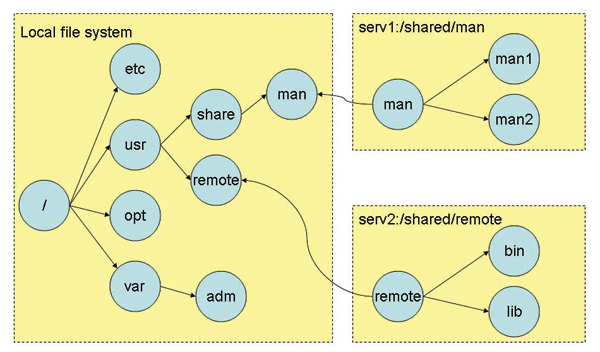 Local file system
/
etc
usr
opt
var
share
remote
adm
man
serv1:/shared/man
man
man1
man2
serv2:/shared/remote
remote
bin
lib